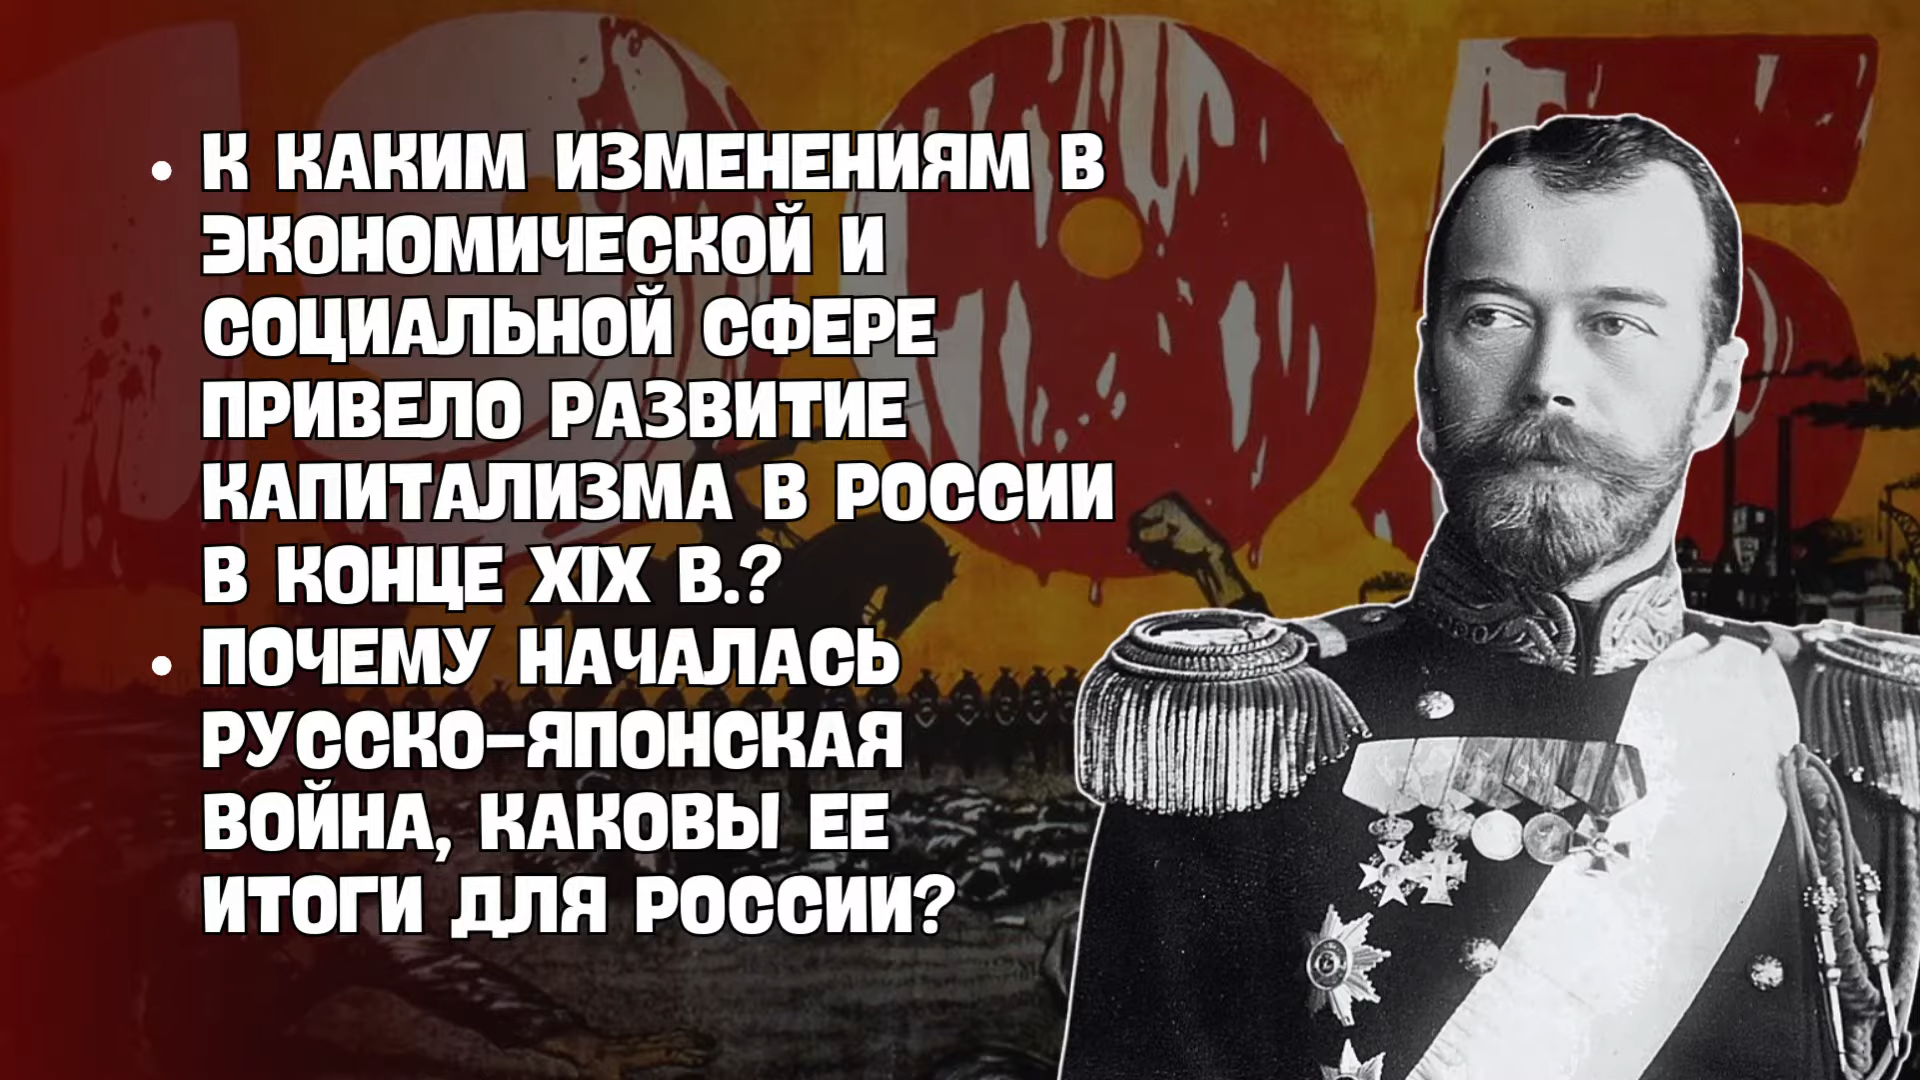 1905
• К КАКИМ ИЗМЕНЕНИЯМ В
ЭКОНОМИЧЕСКОЙ И
СОЦИАЛЬНОЙ СФЕРЕ
ПРИВЕЛО РАЗВИТИЕ
КАПИТАЛИЗМА В РОССИИ
В КОНЦЕ XIX В.?
• ПОЧЕМУ НАЧАЛАСЬ
РУССКО-ЯПОНСКАЯ
ВОЙНА, КАКОВЫ ЕЕ
ИТОГИ ДЛЯ РОССИИ?